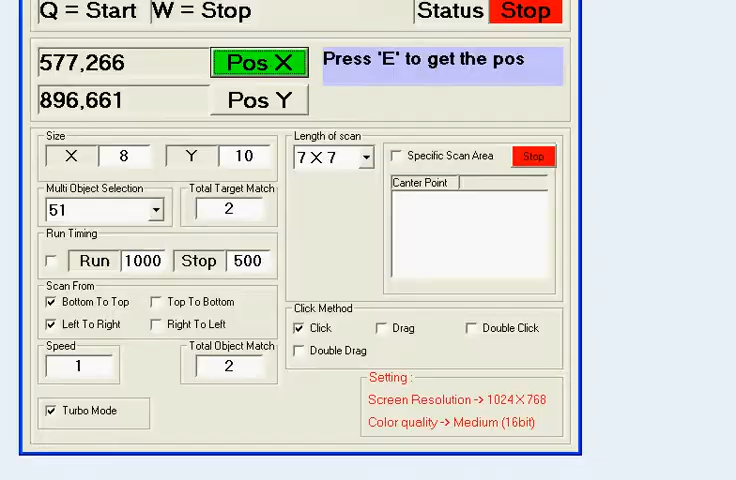 Q = Start W = Stop Status Stop
577,266 Pos X Press 'E' to get the pos
896,661 Pos Y
Size
X 8 Y 10
Multi Object Selection Total Target Match
51 2
Run Timing
Run 1000 Stop 500
Scan From
Bottom To Top Top To Bottom
Left To Right Right To Left
Speed Total Object Match
1 2
Turbo Mode
Length of scan
7 X 7 Specific Scan Area Stop
Canter Point
Click Method
Click Drag Double Click
Double Drag
Setting :
Screen Resolution -> 1024 X 768
Color quality -> Medium (16bit)